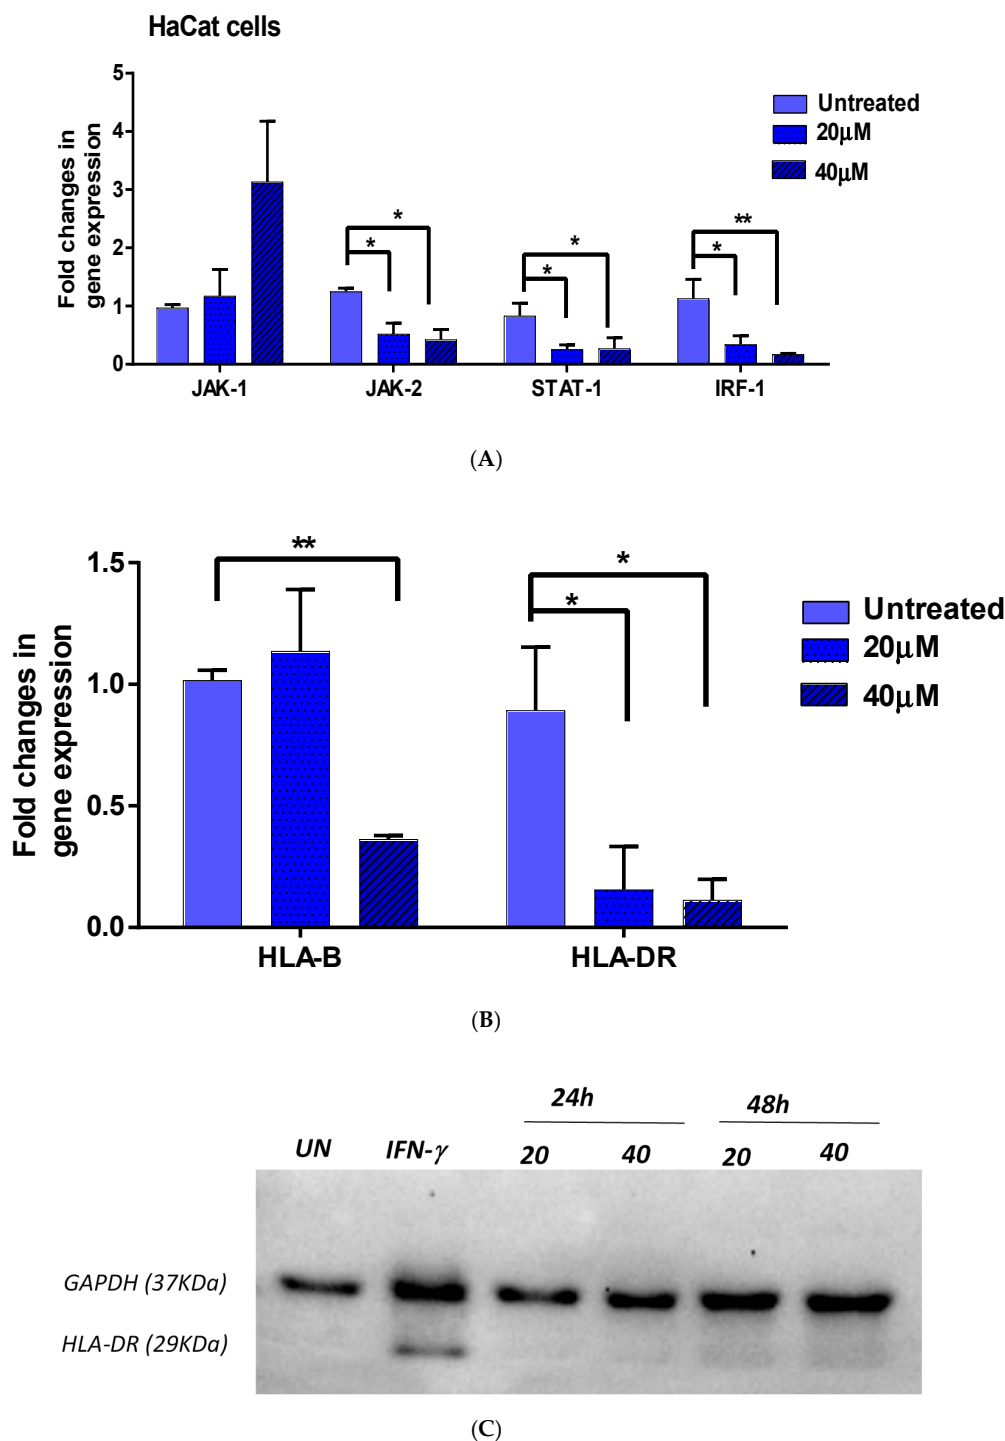 HaCat cells
Fold changes in
gene expression
5
4
3
2
1
0
*
*
*
*
*
**
JAK-1 JAK-2 STAT-1 IRF-1
Untreated
20μM
40μM
(A)
Fold changes in
gene expression
1.5
1.0
0.5
0.0
**
*
*
HLA-B HLA-DR
Untreated
20μM
40μM
(B)
24h 48h
UN IFN-γ 20 40 20 40
GAPDH (37KDa)
HLA-DR (29KDa)
(C)